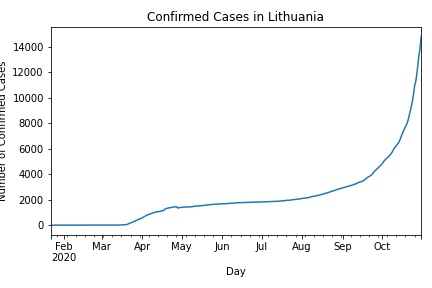 Confirmed Cases in Lithuania
Number of Confirmed Cases
14000
12000
10000
8000
6000
4000
2000
0
Feb Mar Apr May Jun Jul Aug Sep Oct
2020
Day